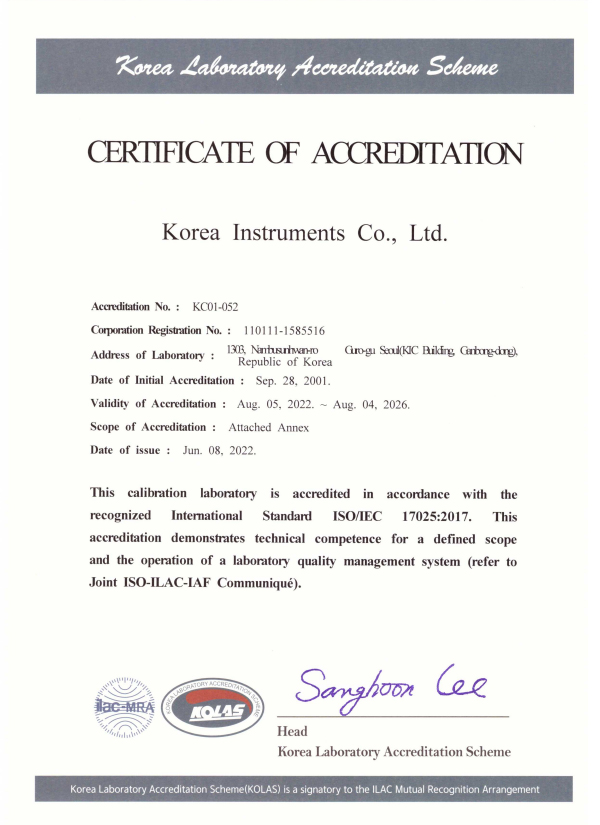 Korea Laboratory Accreditation Scheme
CERTIFICATE OF ACCREDITATION
Korea Instruments Co., Ltd.
Accreditation No. : KC01-052
Corporation Registration No. : 110111-1585516
Address of Laboratory : 1303, Nambusunhwan-ro Guro-gu Seoul(KIC Building, Garibong-dong),
Republic of Korea
Date of Initial Accreditation : Sep. 28, 2001.
Validity of Accreditation : Aug. 05, 2022. ~ Aug. 04, 2026.
Scope of Accreditation : Attached Annex
Date of issue : Jun. 08, 2022.
This calibration laboratory is accredited in accordance with the
recognized International Standard ISO/IEC 17025:2017. This
accreditation demonstrates technical competence for a defined scope
and the operation of a laboratory quality management system (refer to
Joint ISO-ILAC-IAF Communiqué).
ilac-MRA
KOREA LABORATORY ACCREDITATION SCHEME
KOLAS
Sanghoon Lee
Head
Korea Laboratory Accreditation Scheme
Korea Laboratory Accreditation Scheme(KOLAS) is a signatory to the ILAC Mutual Recognition Arrangement